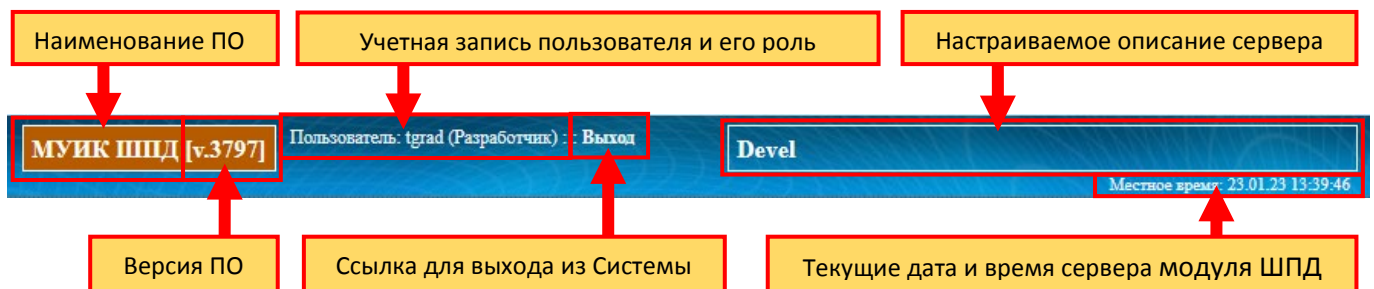 Наименование ПО
Учетная запись пользователя и его роль
Настраиваемое описание сервера
МУИК ШПД [v.3797]
Пользователь: tgrad (Разработчик) :: Выход
Devel
Местное время: 23.01.23 13:39:46
Версия ПО
Ссылка для выхода из Системы
Текущие дата и время сервера модуля ШПД